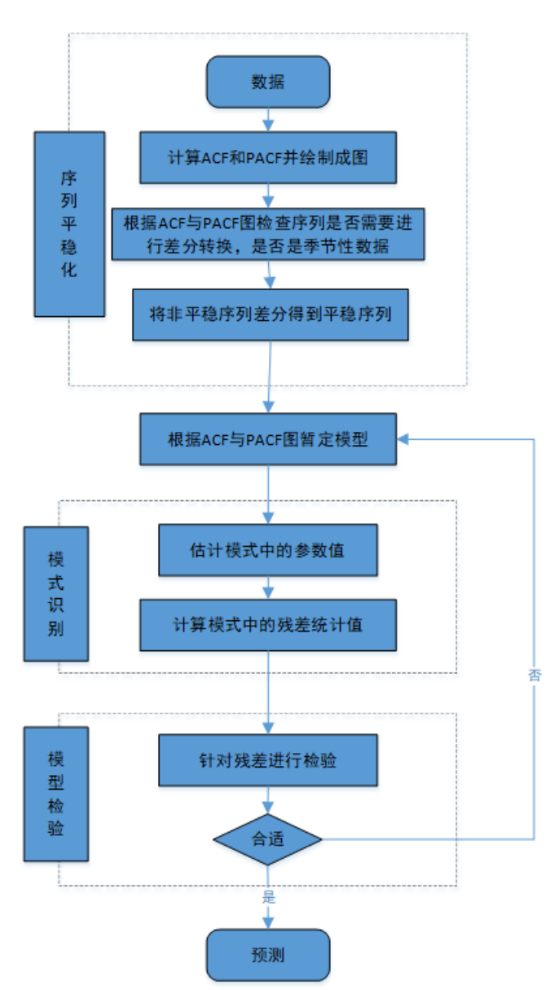 数据
计算ACF和PACF并绘制成图
序列平稳化
根据ACF与PACF图检查序列是否需要进
行差分转换，是否是季节性数据
将非平稳序列差分得到平稳序列
根据ACF与PACF图暂定模型
模式识别
估计模式中的参数值
计算模式中的残差统计值
否
模型检验
针对残差进行检验
合适
是
预测